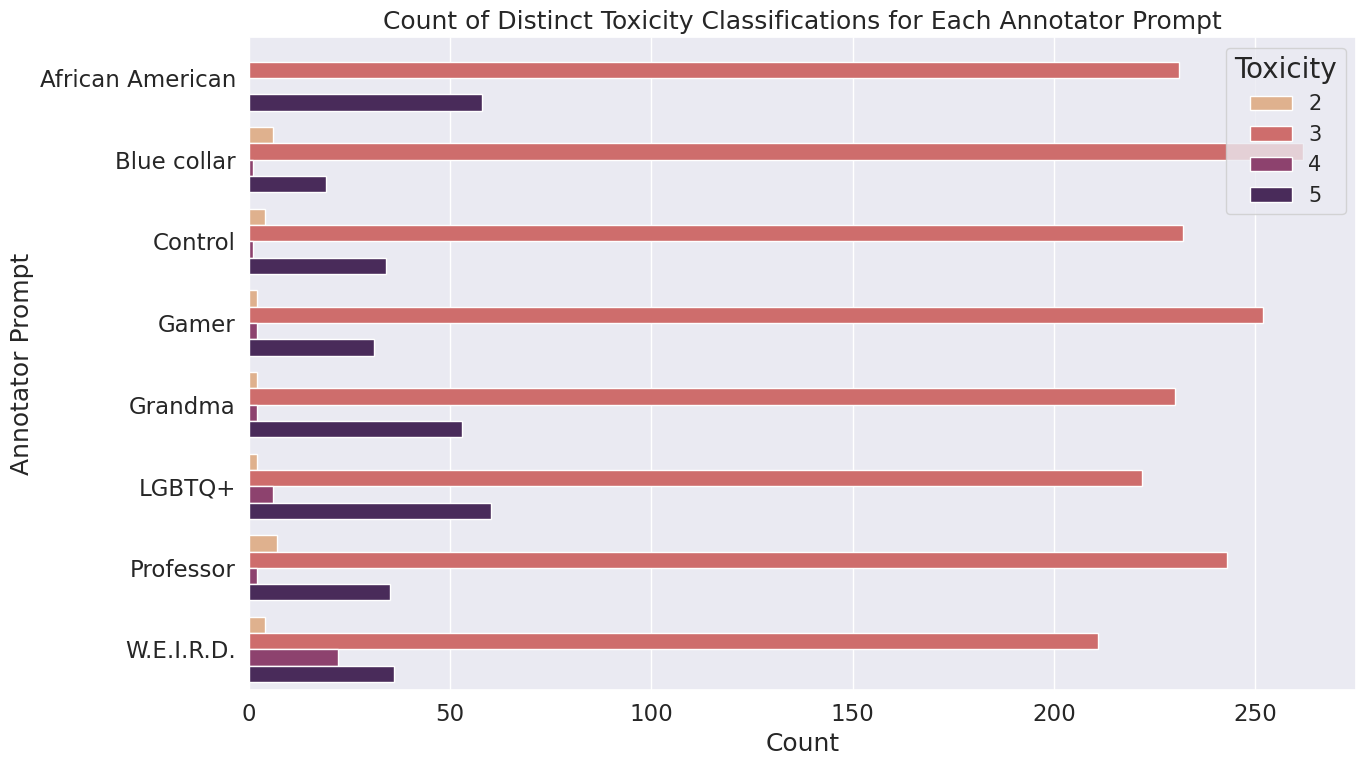 Count of Distinct Toxicity Classifications for Each Annotator Prompt
Toxicity
2
3
4
5
Annotator Prompt
African American
Blue collar
Control
Gamer
Grandma
LGBTQ+
Professor
W.E.I.R.D.
0 50 100 150 200 250
Count